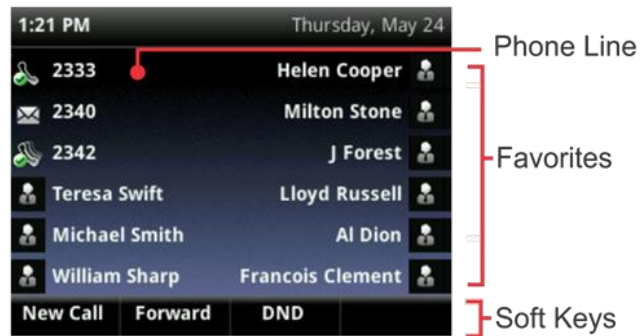 1:21 PM Thursday, May 24
Phone Line
2333 Helen Cooper
2340 Milton Stone
2342 J Forest
Favorites
Teresa Swift Lloyd Russell
Michael Smith Al Dion
William Sharp Francois Clement
New Call Forward DND
Soft Keys